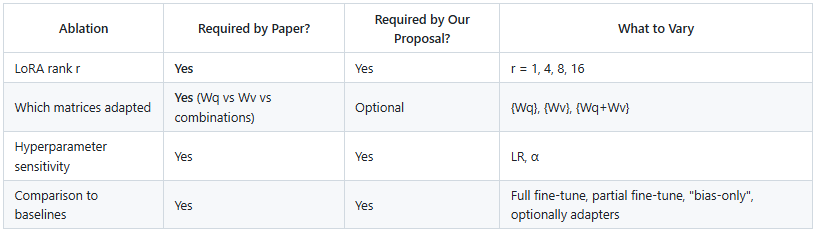 Ablation Required by Paper? Required by Our
Proposal? What to Vary
LoRA rank r Yes Yes r = 1, 4, 8, 16
Which matrices adapted Yes (Wq vs Wv vs
combinations) Optional {Wq}, {Wv}, {Wq+Wv}
Hyperparameter
sensitivity Yes Yes LR, α
Comparison to
baselines Yes Yes Full fine-tune, partial fine-tune, "bias-only",
optionally adapters